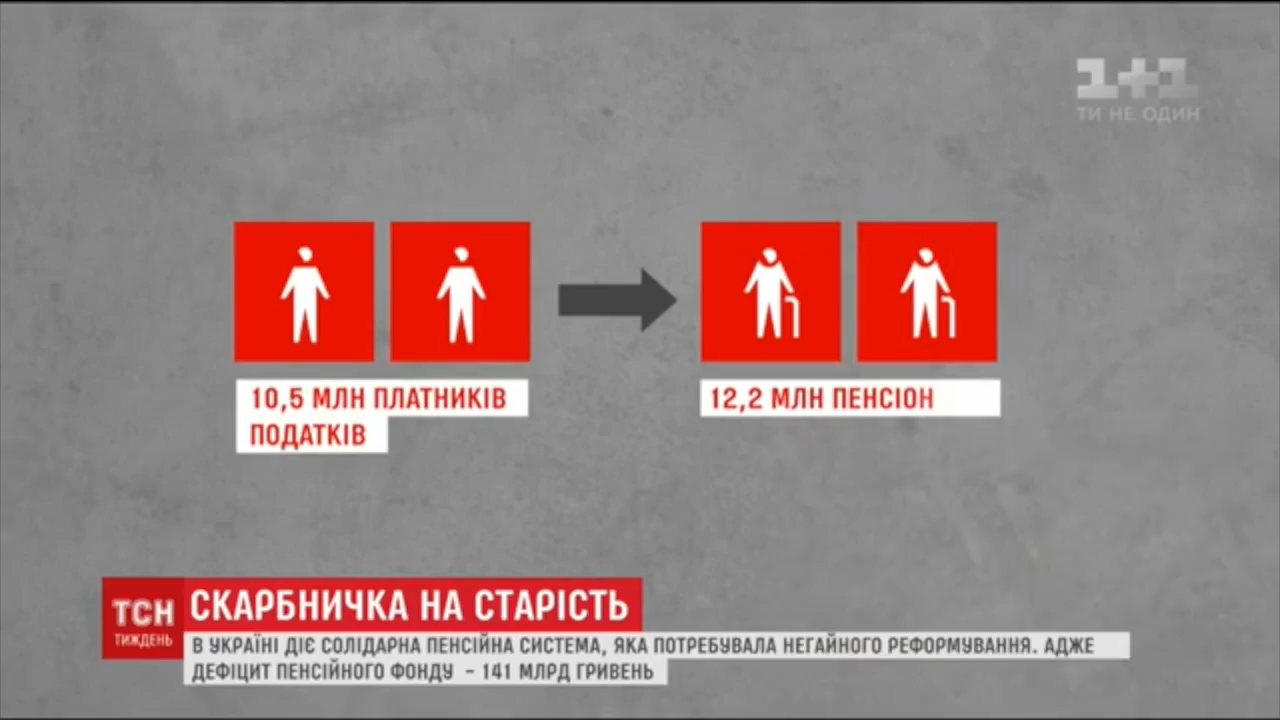 1+1
ТИ НЕ ОДИН
10,5 МЛН ПЛАТНИКІВ
ПОДАТКІВ
12,2 МЛН ПЕНСІОН
ТСН
ТИЖДЕНЬ
СКАРБНИЧКА НА СТАРІСТЬ
В УКРАЇНІ ДІЄ СОЛІДАРНА ПЕНСІЙНА СИСТЕМА, ЯКА ПОТРЕБУВАЛА НЕГАЙНОГО РЕФОРМУВАННЯ. АДЖЕ
ДЕФІЦИТ ПЕНСІЙНОГО ФОНДУ - 141 МЛРД ГРИВЕНЬ